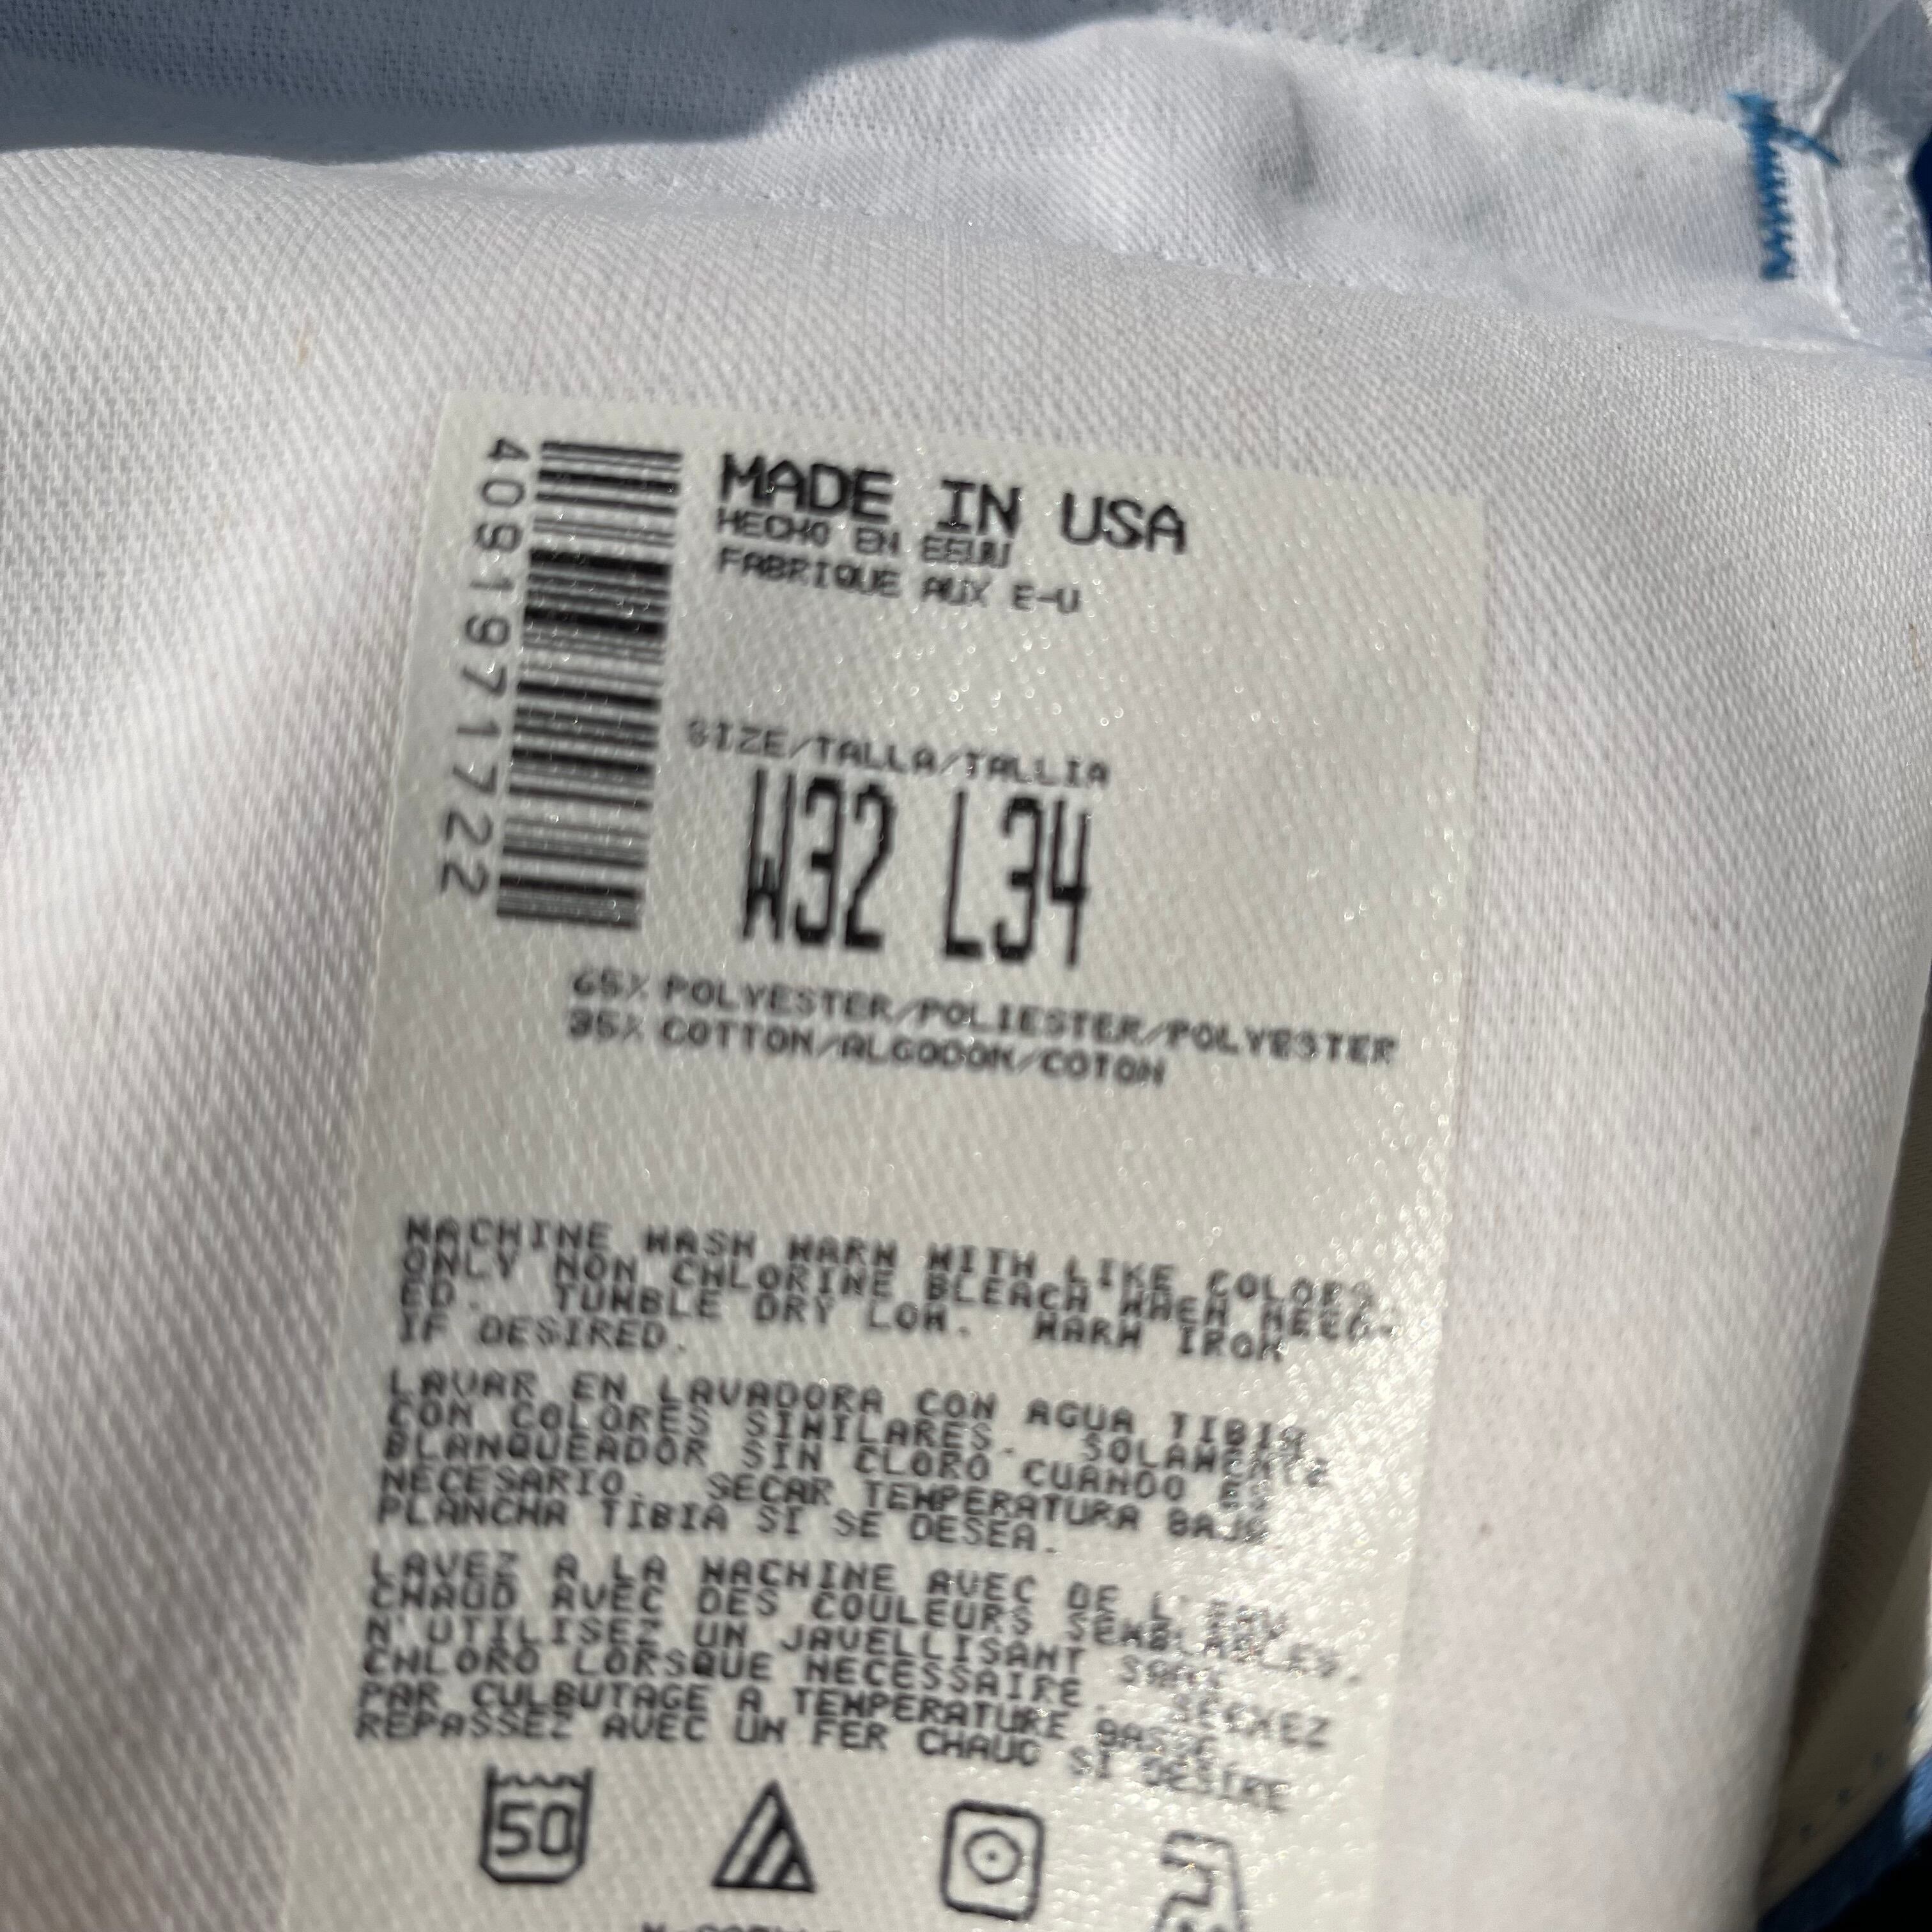 4091971722
MADE IN USA
HECHO EN EEUU
FABRIQUE AUX E-U
SIZE/TALLA/TALLIA
W32 L34
65% POLYESTER/POLIESTER/POLYESTER
35% COTTON/ALGODON/COTON
MACHINE WASH WARM WITH LIKE COLORS
ONLY NON CHLORINE BLEACH WHEN NEED-
ED. TUMBLE DRY LOW. WARM IRON
IF DESIRED.
LAVAR EN LAVADORA CON AGUA TIBIA
CON COLORES SIMILARES. SOLAMENTE
BLANQUEADOR SIN CLORO CUANDO ES
NECESARIO. SECAR TEMPERATURA BAJO
PLANCHA TIBIA SI SE DESEA.
LAVEZ A LA MACHINE AVEC DE L'EAU
CHAUD AVEC DES COULEURS SEMBLABLES.
N'UTILISEZ UN JAVELLISANT SANS
CHLORO LORSQUE NECESSAIRE. SECHEZ
PAR CULBUTAGE A TEMPERATURE BASSE
REPASSEZ AVEC UN FER CHAUD SI DESIRE
50